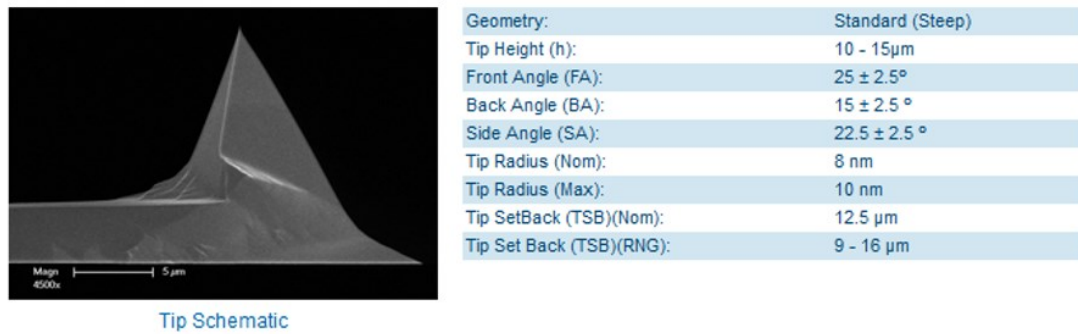 Magn
5 µm
4500x
Tip Schematic
Geometry: Standard (Steep)
Tip Height (h): 10 - 15µm
Front Angle (FA): 25 ± 2.5º
Back Angle (BA): 15 ± 2.5 º
Side Angle (SA): 22.5 ± 2.5 º
Tip Radius (Nom): 8 nm
Tip Radius (Max): 10 nm
Tip SetBack (TSB)(Nom): 12.5 µm
Tip Set Back (TSB)(RNG): 9 - 16 µm